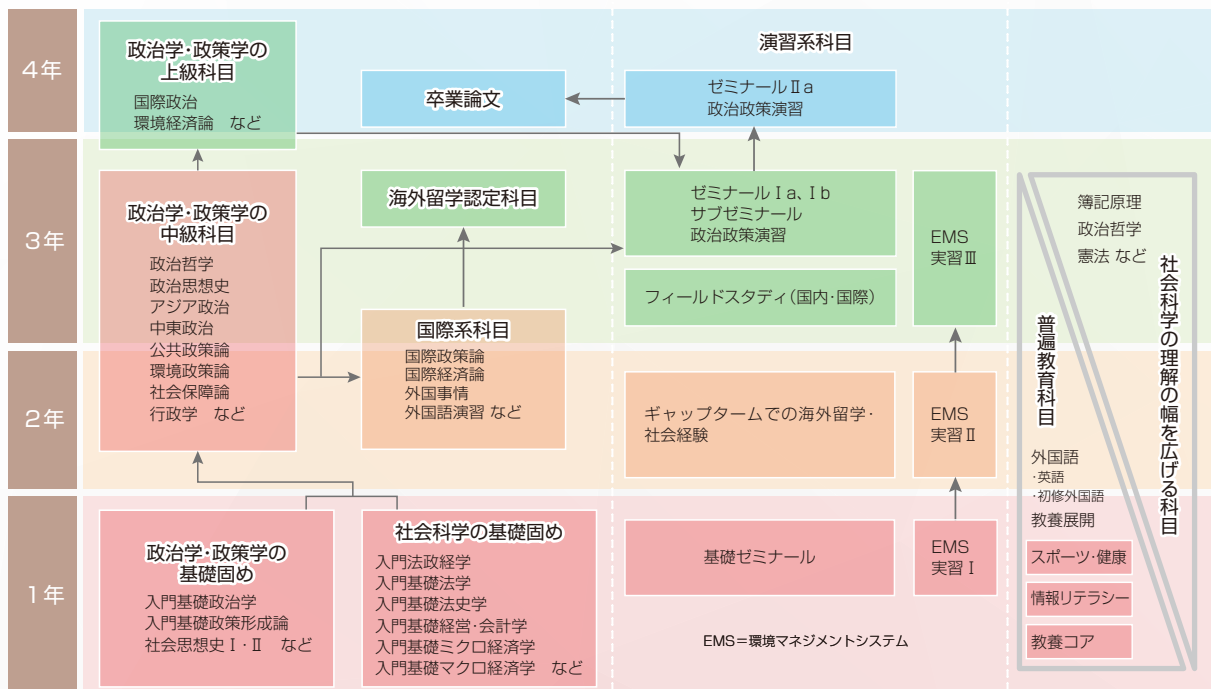 4年
政治学・政策学の
上級科目
国際政治
環境経済論　など
卒業論文
演習系科目
ゼミナールⅡa
政治政策演習
3年
政治学・政策学の
中級科目
政治哲学
政治思想史
アジア政治
中東政治
公共政策論
環境政策論
社会保障論
行政学　など
海外留学認定科目
国際系科目
国際政策論
国際経済論
外国事情
外国語演習 など
ゼミナールⅠa、Ⅰb
サブゼミナール
政治政策演習
フィールドスタディ（国内・国際）
EMS
実習Ⅲ
簿記原理
政治哲学
憲法 など
社会科学の理解の幅を広げる科目
普遍教育科目
2年
ギャップタームでの海外留学・
社会経験
EMS
実習Ⅱ
外国語
・英語
・初修外国語
教養展開
スポーツ・健康
情報リテラシー
教養コア
1年
政治学・政策学の
基礎固め
入門基礎政治学
入門基礎政策形成論
社会思想史Ⅰ・Ⅱ　など
社会科学の基礎固め
入門法政経学
入門基礎法学
入門基礎法史学
入門基礎経営・会計学
入門基礎ミクロ経済学
入門基礎マクロ経済学　など
基礎ゼミナール
EMS
実習Ⅰ
EMS＝環境マネジメントシステム